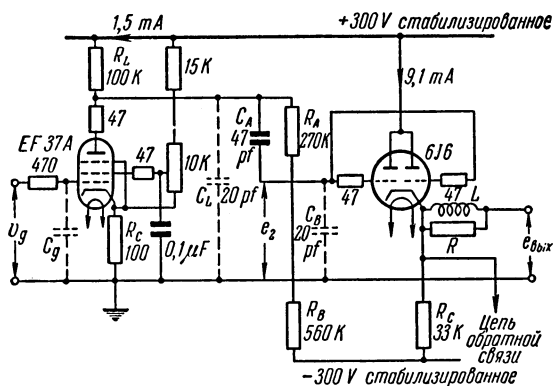 1,5 mA
+300 V стабилизированное
R_L
100 K
15 K
9,1 mA
47
C_A
47
pf
R_A
270K
6J6
EF 37A
470
47
10K
C_L
20 pf
47
47
L
υ_g
C_g
R_C
100
0,1 μF
e_2
C_B
20
pf
R
e_вых
R_B
560 K
R_C
33 K
Цепь
обратной
связи
−300 V стабилизированное